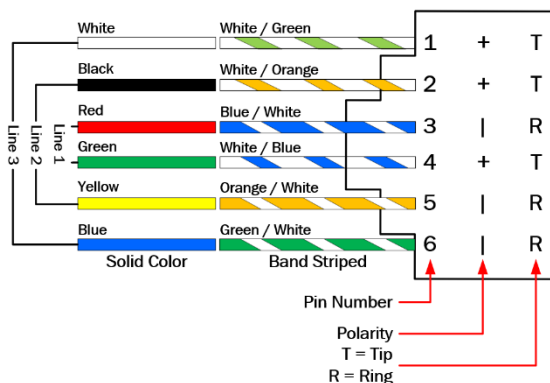 White White / Green 1 + T
Black White / Orange 2 + T
Red Blue / White 3 | R
Green White / Blue 4 + T
Yellow Orange / White 5 | R
Blue Green / White 6 | R
Line 3 Line 2 Line 1
Solid Color Band Striped
Pin Number
Polarity
T = Tip
R = Ring